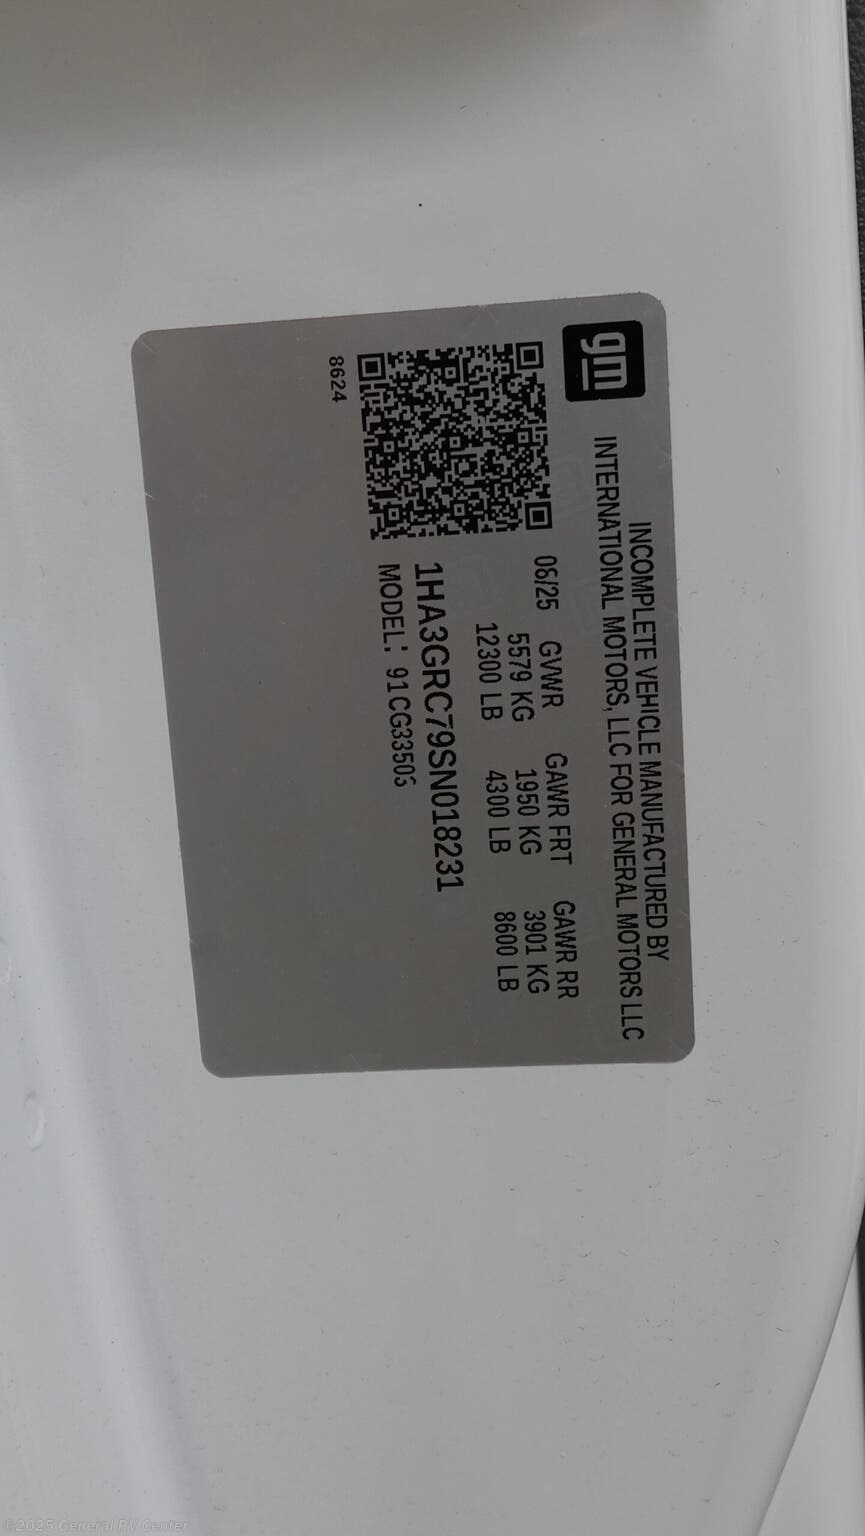 gm
INCOMPLETE VEHICLE MANUFACTURED BY
INTERNATIONAL MOTORS, LLC FOR GENERAL MOTORS LLC
08/25 GVWR GAWR FRT GAWR RR
5579 KG 1950 KG 3901 KG
12300 LB 4300 LB 8600 LB
1HA3GRC79SN018231
MODEL: 91CG33503
8624
©2025 General RV Center